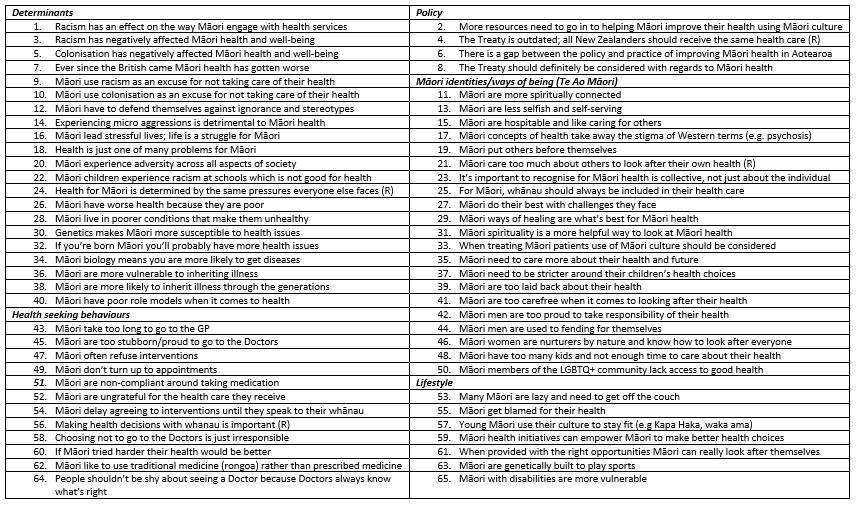 Determinants
1. Racism has an effect on the way Māori engage with health services
3. Racism has negatively affected Māori health and well-being
5. Colonisation has negatively affected Māori health and well-being
7. Ever since the British came Māori health has gotten worse
9. Māori use racism as an excuse for not taking care of their health
10. Māori use colonisation as an excuse for not taking care of their health
12. Māori have to defend themselves against ignorance and stereotypes
14. Experiencing micro aggressions is detrimental to Māori health
16. Māori lead stressful lives; life is a struggle for Māori
18. Health is just one of many problems for Māori
20. Māori experience adversity across all aspects of society
22. Māori children experience racism at schools which is not good for health
24. Health for Māori is determined by the same pressures everyone else faces (R)
26. Māori have worse health because they are poor
28. Māori live in poorer conditions that make them unhealthy
30. Genetics makes Māori more susceptible to health issues
32. If you're born Māori you'll probably have more health issues
34. Māori biology means you are more likely to get diseases
36. Māori are more vulnerable to inheriting illness
38. Māori are more likely to inherit illness through the generations
40. Māori have poor role models when it comes to health
Health seeking behaviours
43. Māori take too long to go to the GP
45. Māori are too stubborn/proud to go to the Doctors
47. Māori often refuse interventions
49. Māori don't turn up to appointments
51. Māori are non-compliant around taking medication
52. Māori are ungrateful for the health care they receive
54. Māori delay agreeing to interventions until they speak to their whānau
56. Making health decisions with whanau is important (R)
58. Choosing not to go to the Doctors is just irresponsible
60. If Māori tried harder their health would be better
62. Māori like to use traditional medicine (rongoa) rather than prescribed medicine
64. People shouldn't be shy about seeing a Doctor because Doctors always know
what's right
Policy
2. More resources need to go in to helping Māori improve their health using Māori culture
4. The Treaty is outdated; all New Zealanders should receive the same health care (R)
6. There is a gap between the policy and practice of improving Māori health in Aotearoa
8. The Treaty should definitely be considered with regards to Māori health
Māori identities/ways of being (Te Ao Māori)
11. Māori are more spiritually connected
13. Māori are less selfish and self-serving
15. Māori are hospitable and like caring for others
17. Māori concepts of health take away the stigma of Western terms (e.g. psychosis)
19. Māori put others before themselves
21. Māori care too much about others to look after their own health (R)
23. It's important to recognise for Māori health is collective, not just about the individual
25. For Māori, whānau should always be included in their health care
27. Māori do their best with challenges they face
29. Māori ways of healing are what's best for Māori health
31. Māori spirituality is a more helpful way to look at Māori health
33. When treating Māori patients use of Māori culture should be considered
35. Māori need to care more about their health and future
37. Māori need to be stricter around their children's health choices
39. Māori are too laid back about their health
41. Māori are too carefree when it comes to looking after their health
42. Māori men are too proud to take responsibility of their health
44. Māori men are used to fending for themselves
46. Māori women are nurturers by nature and know how to look after everyone
48. Māori have too many kids and not enough time to care about their health
50. Māori members of the LGBTQ+ community lack access to good health
Lifestyle
53. Many Māori are lazy and need to get off the couch
55. Māori get blamed for their health
57. Young Māori use their culture to stay fit (e.g Kapa Haka, waka ama)
59. Māori health initiatives can empower Māori to make better health choices
61. When provided with the right opportunities Māori can really look after themselves
63. Māori are genetically built to play sports
65. Māori with disabilities are more vulnerable